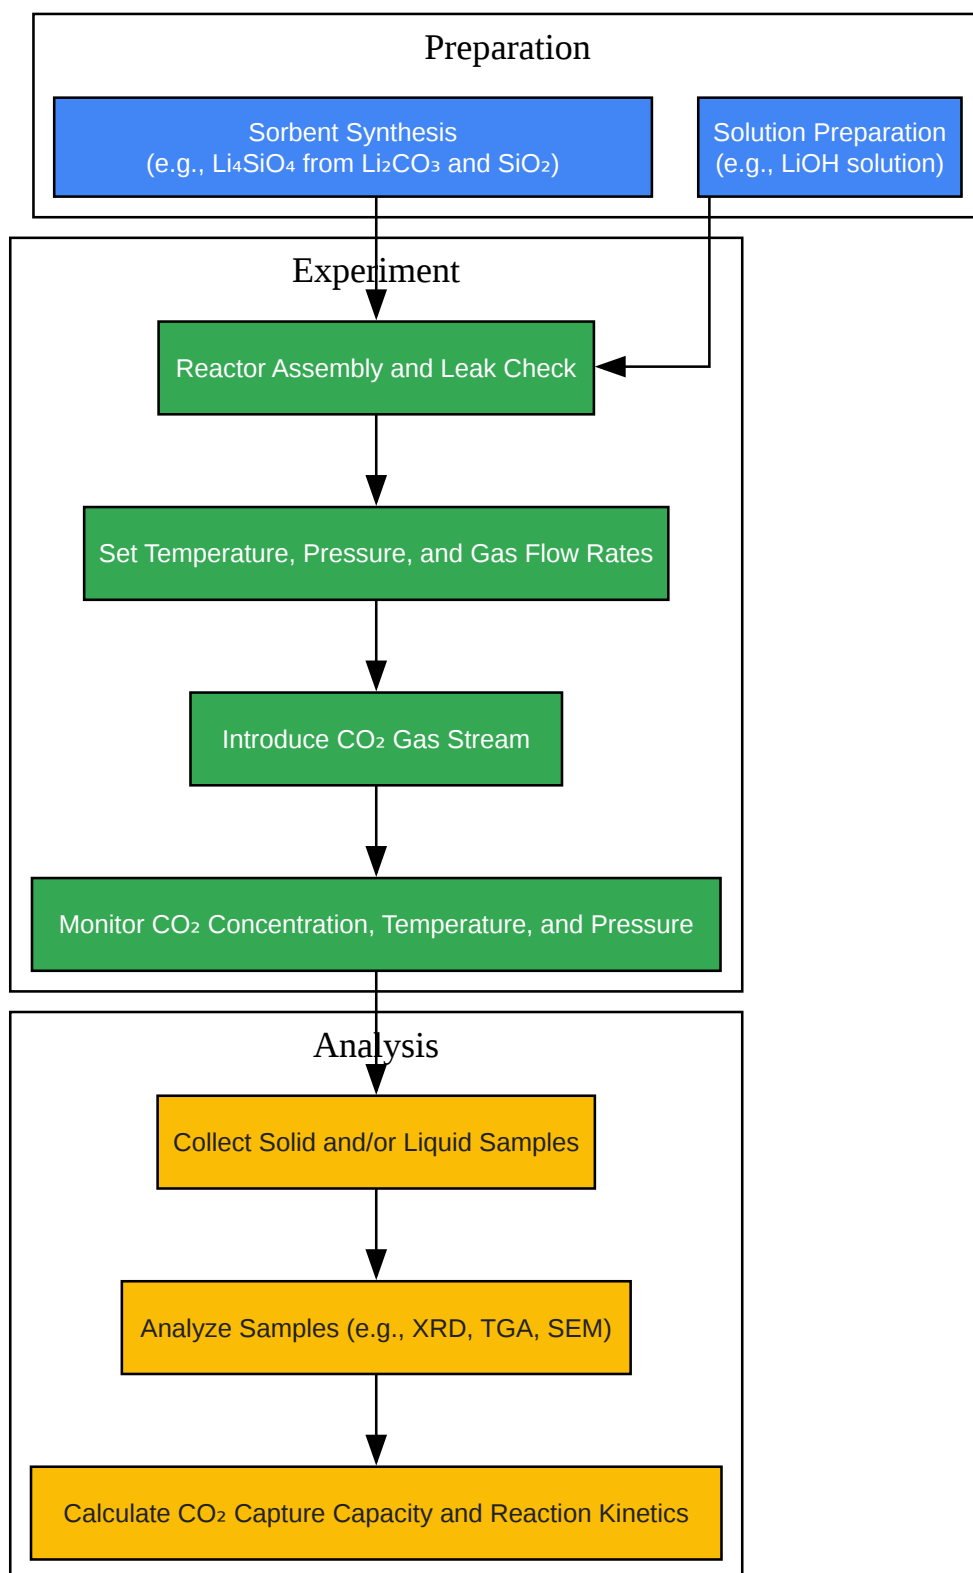 Preparation
Sorbent Synthesis
(e.g., Li₄SiO₄ from Li₂CO₃ and SiO₂)
Solution Preparation
(e.g., LiOH solution)
Experiment
Reactor Assembly and Leak Check
Set Temperature, Pressure, and Gas Flow Rates
Introduce CO₂ Gas Stream
Monitor CO₂ Concentration, Temperature, and Pressure
Analysis
Collect Solid and/or Liquid Samples
Analyze Samples (e.g., XRD, TGA, SEM)
Calculate CO₂ Capture Capacity and Reaction Kinetics